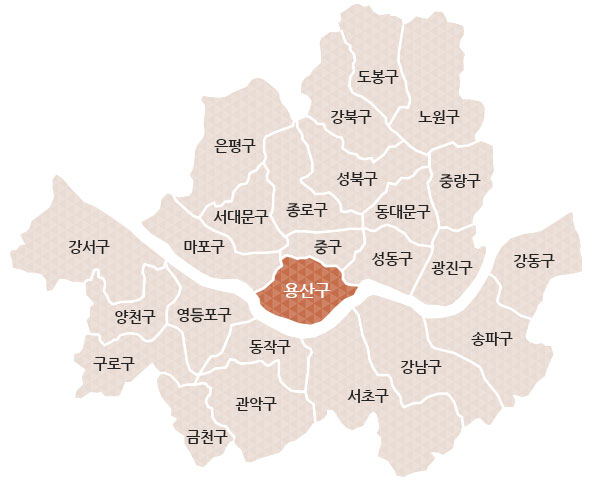 도봉구
강북구
노원구
은평구
성북구
중랑구
서대문구
종로구
동대문구
마포구
중구
강서구
성동구
광진구
강동구
용산구
양천구
영등포구
송파구
동작구
구로구
강남구
서초구
관악구
금천구